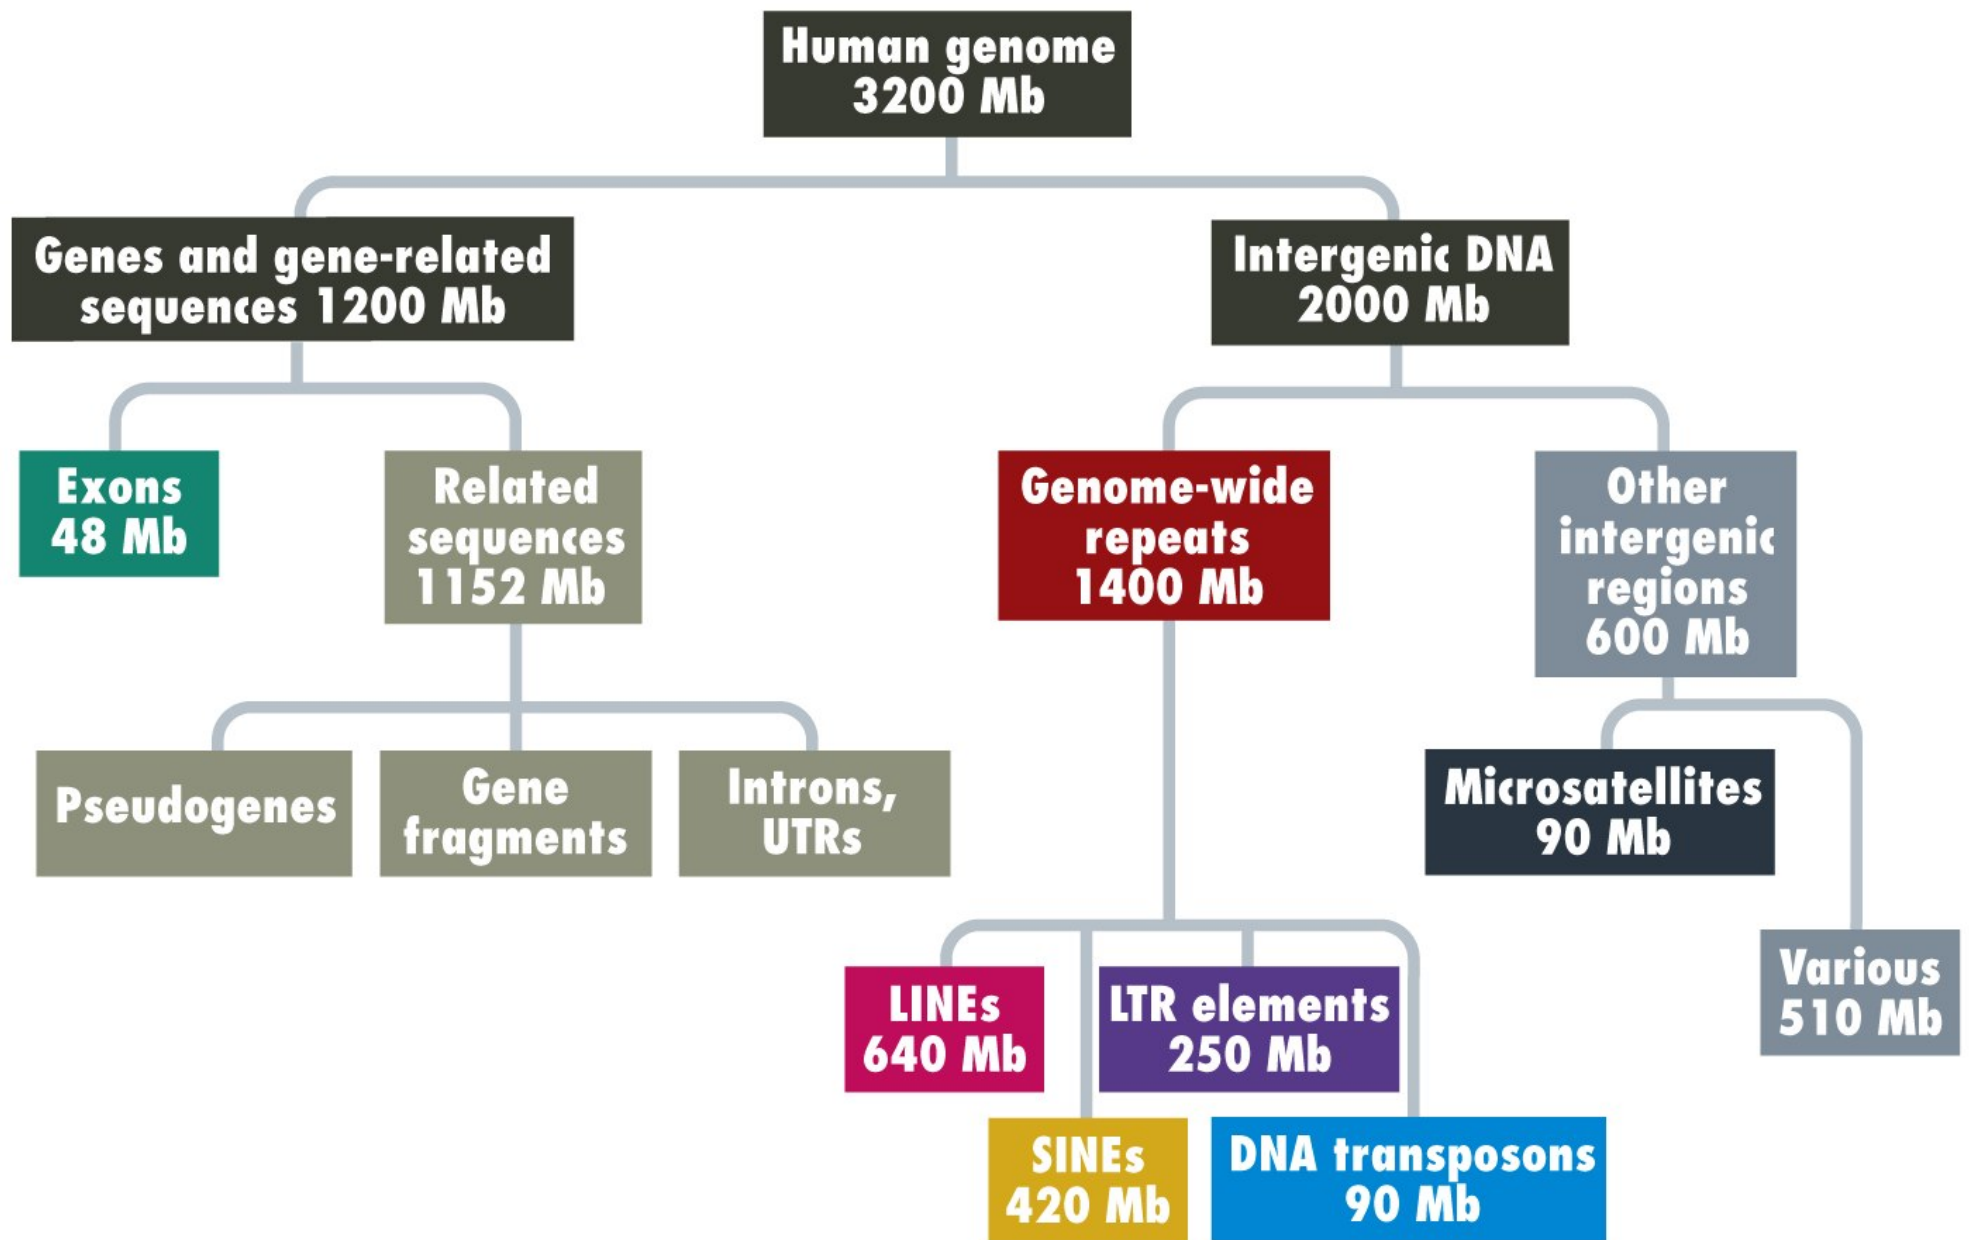 Human genome
3200 Mb
Genes and gene-related
sequences 1200 Mb
Intergenic DNA
2000 Mb
Exons
48 Mb
Related
sequences
1152 Mb
Genome-wide
repeats
1400 Mb
Other
intergenic
regions
600 Mb
Pseudogenes
Gene
fragments
Introns,
UTRs
Microsatellites
90 Mb
Various
510 Mb
LINEs
640 Mb
LTR elements
250 Mb
SINEs
420 Mb
DNA transposons
90 Mb